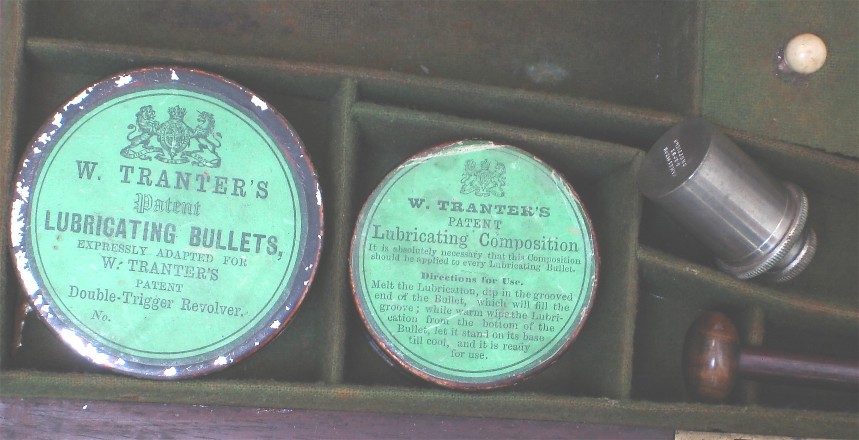 W. TRANTER'S
Patent
LUBRICATING BULLETS,
EXPRESSLY ADAPTED FOR
W. TRANTER'S
PATENT
Double-Trigger Revolver.
No.
W. TRANTER'S
PATENT
Lubricating Composition
It is absolutely necessary that this Composition
should be applied to every Lubricating Bullet.
Directions for Use.
Melt the Lubrication, dip in the grooved
end of the Bullet, which will fill the
groove; while warm wipe the Lubri-
cation from the bottom of the
Bullet, let it stand on its base
till cool, and it is ready
for use.